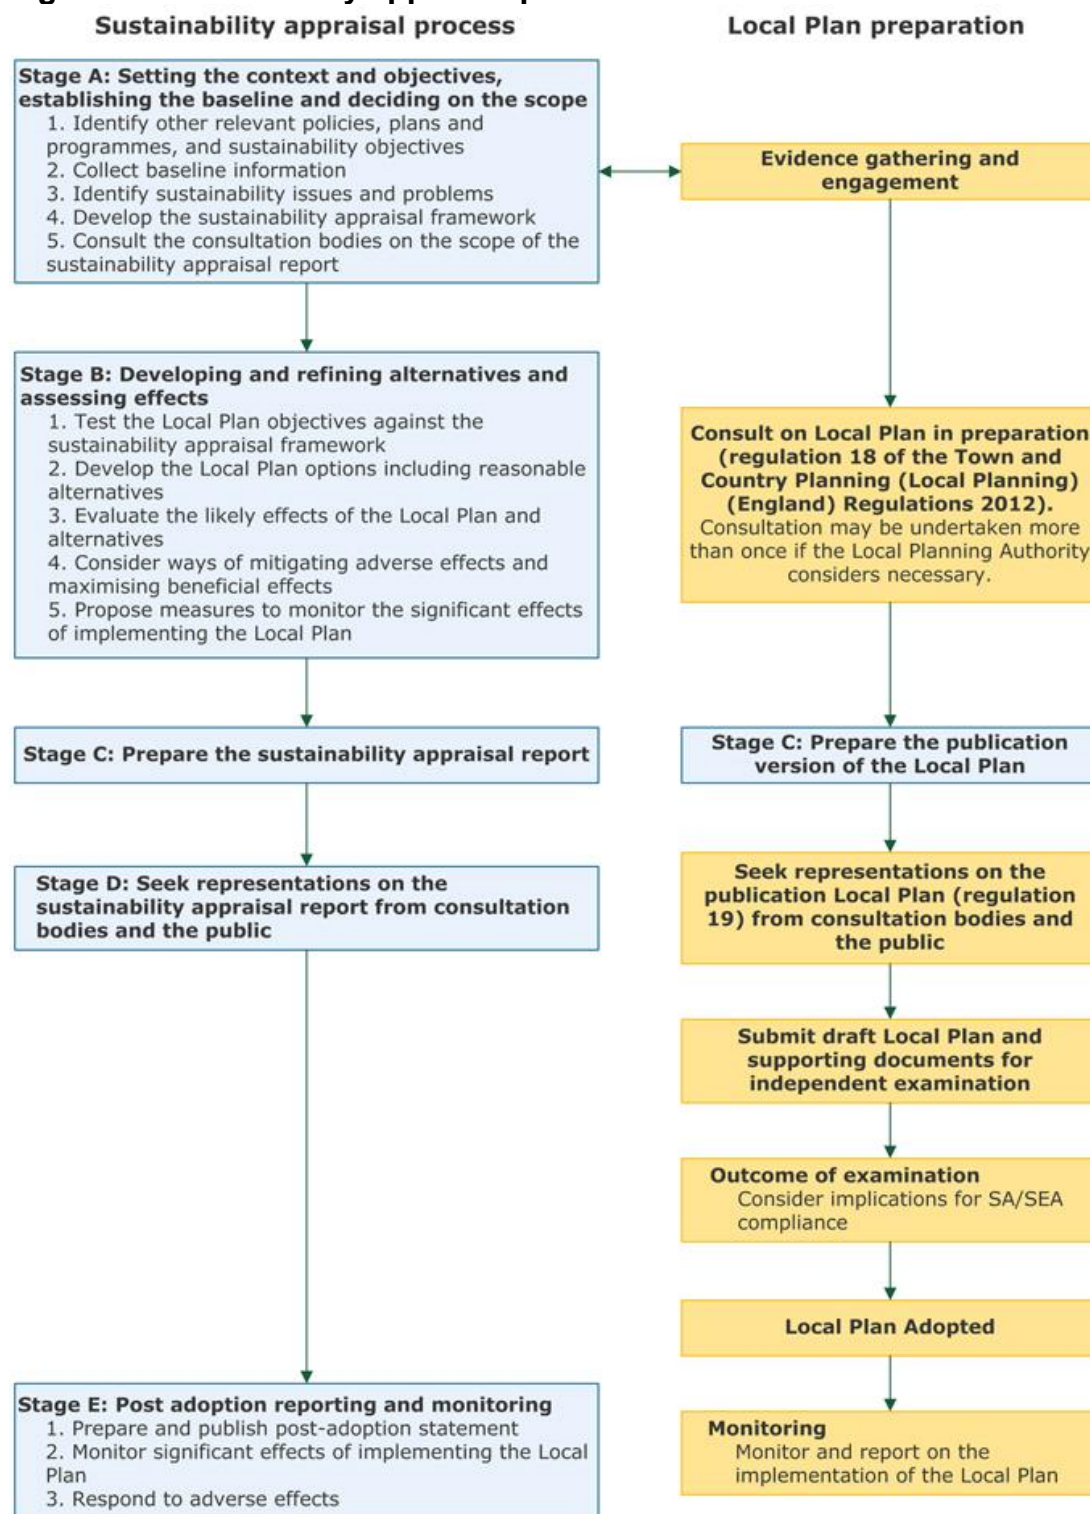 Sustainability appraisal process
Stage A: Setting the context and objectives,
establishing the baseline and deciding on the scope
1. Identify other relevant policies, plans and
programmes, and sustainability objectives
2. Collect baseline information
3. Identify sustainability issues and problems
4. Develop the sustainability appraisal framework
5. Consult the consultation bodies on the scope of the
sustainability appraisal report
Stage B: Developing and refining alternatives and
assessing effects
1. Test the Local Plan objectives against the
sustainability appraisal framework
2. Develop the Local Plan options including reasonable
alternatives
3. Evaluate the likely effects of the Local Plan and
alternatives
4. Consider ways of mitigating adverse effects and
maximising beneficial effects
5. Propose measures to monitor the significant effects
of implementing the Local Plan
Stage C: Prepare the sustainability appraisal report
Stage D: Seek representations on the
sustainability appraisal report from consultation
bodies and the public
Stage E: Post adoption reporting and monitoring
1. Prepare and publish post-adoption statement
2. Monitor significant effects of implementing the Local
Plan
3. Respond to adverse effects
Local Plan preparation
Evidence gathering and
engagement
Consult on Local Plan in preparation
(regulation 18 of the Town and
Country Planning (Local Planning)
(England) Regulations 2012).
Consultation may be undertaken more
than once if the Local Planning Authority
considers necessary.
Stage C: Prepare the publication
version of the Local Plan
Seek representations on the
publication Local Plan (regulation
19) from consultation bodies and
the public
Submit draft Local Plan and
supporting documents for
independent examination
Outcome of examination
Consider implications for SA/SEA
compliance
Local Plan Adopted
Monitoring
Monitor and report on the
implementation of the Local Plan